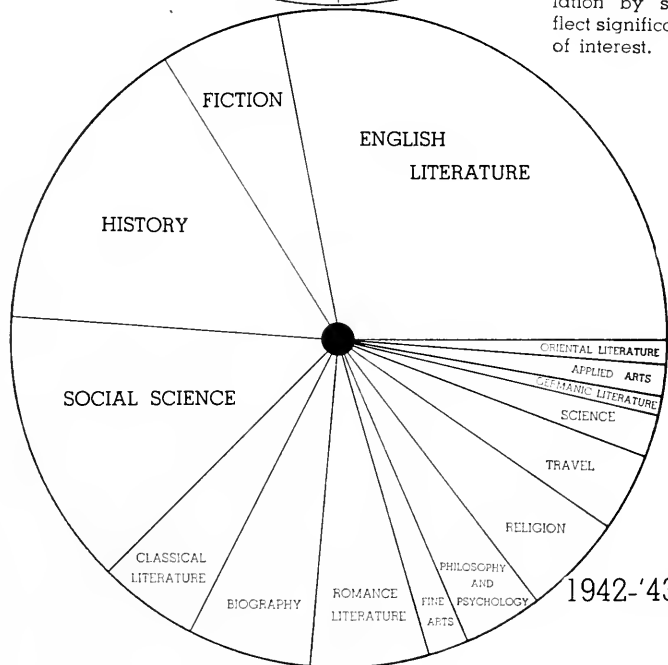 lation by s
flect significa
of interest.
FICTION
ENGLISH
LITERATURE
HISTORY
SOCIAL SCIENCE
ORIENTAL LITERATURE
APPLIED ARTS
GERMANIC LITERATURE
SCIENCE
TRAVEL
RELIGION
PHILOSOPHY
AND
PSYCHOLOGY
FINE
ARTS
ROMANCE
LITERATURE
BIOGRAPHY
CLASSICAL
LITERATURE
1942-'43